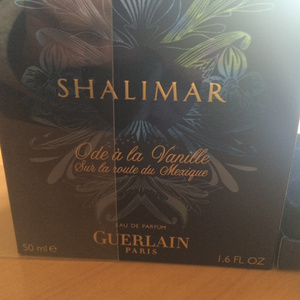 SHALIMAR
Ode à la Vanille
Sur la route du Mexique
EAU DE PARFUM
GUERLAIN
PARIS
50 ml e 1.6 FL OZ